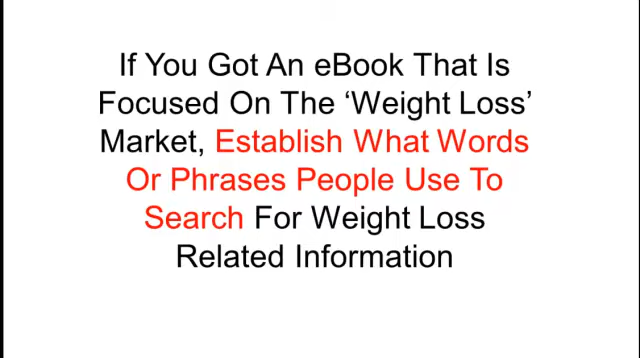 If You Got An eBook That Is
Focused On The ‘Weight Loss’
Market, Establish What Words
Or Phrases People Use To
Search For Weight Loss
Related Information